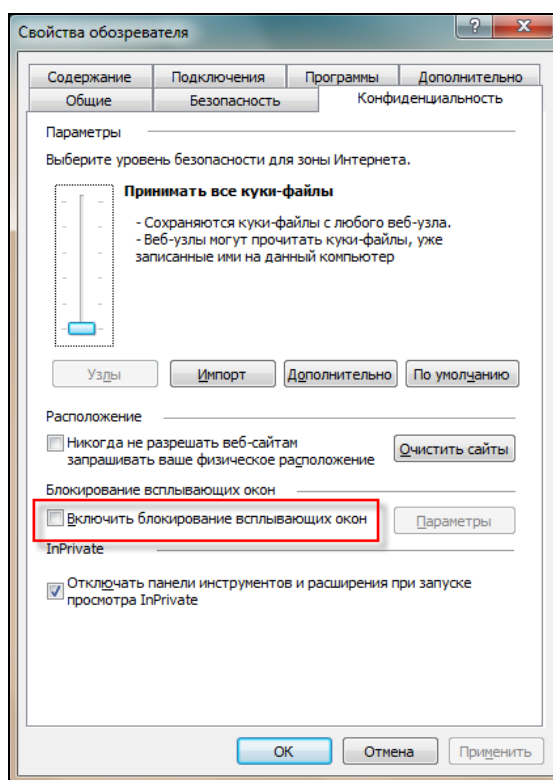 Свойства обозревателя
Содержание Подключения Программы Дополнительно
Общие Безопасность Конфиденциальность
Параметры
Выберите уровень безопасности для зоны Интернета.
Принимать все куки-файлы
- Сохраняются куки-файлы с любого веб-узла.
- Веб-узлы могут прочитать куки-файлы, уже
записанные ими на данный компьютер
Узлы Импорт Дополнительно По умолчанию
Расположение
Никогда не разрешать веб-сайтам
запрашивать ваше физическое расположение
Очистить сайты
Блокирование всплывающих окон
Включить блокирование всплывающих окон Параметры
InPrivate
Отключать панели инструментов и расширения при запуске
просмотра InPrivate
ОК Отмена Применить